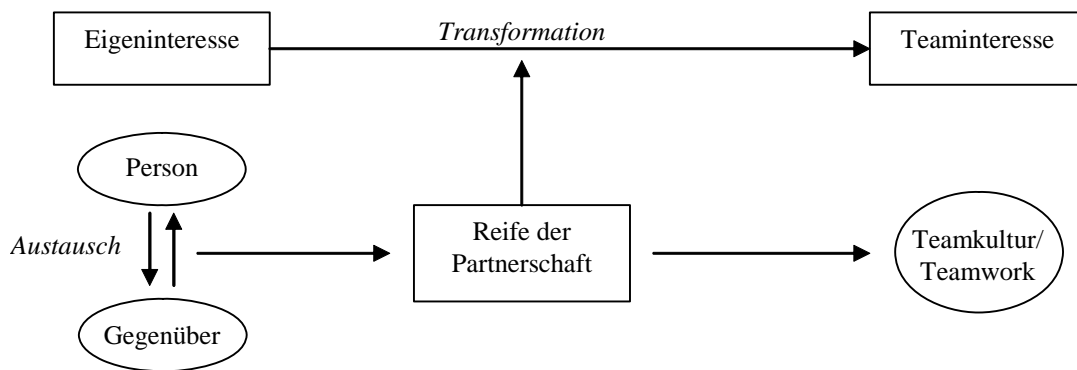 Eigeninteresse
Transformation
Teaminteresse
Person
Austausch
Gegenüber
Reife der
Partnerschaft
Teamkultur/
Teamwork